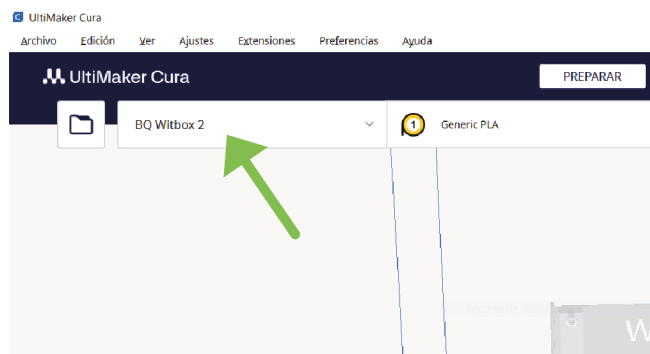 UltiMaker Cura
Archivo Edición Ver Ajustes Extensiones Preferencias Ayuda
UltiMaker Cura PREPARAR
BQ Witbox 2 1 Generic PLA
W